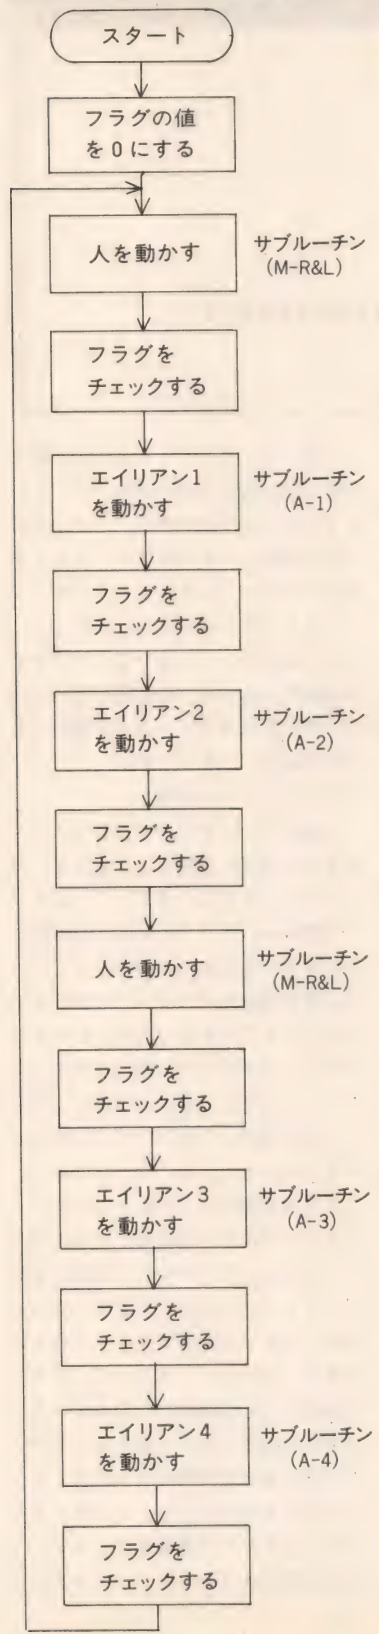 スタート
フラグの値
を0にする
人を動かす
サブルーチン
(M-R&L)
フラグを
チェックする
エイリアン1
を動かす
サブルーチン
(A-1)
フラグを
チェックする
エイリアン2
を動かす
サブルーチン
(A-2)
フラグを
チェックする
人を動かす
サブルーチン
(M-R&L)
フラグを
チェックする
エイリアン3
を動かす
サブルーチン
(A-3)
フラグを
チェックする
エイリアン4
を動かす
サブルーチン
(A-4)
フラグを
チェックする